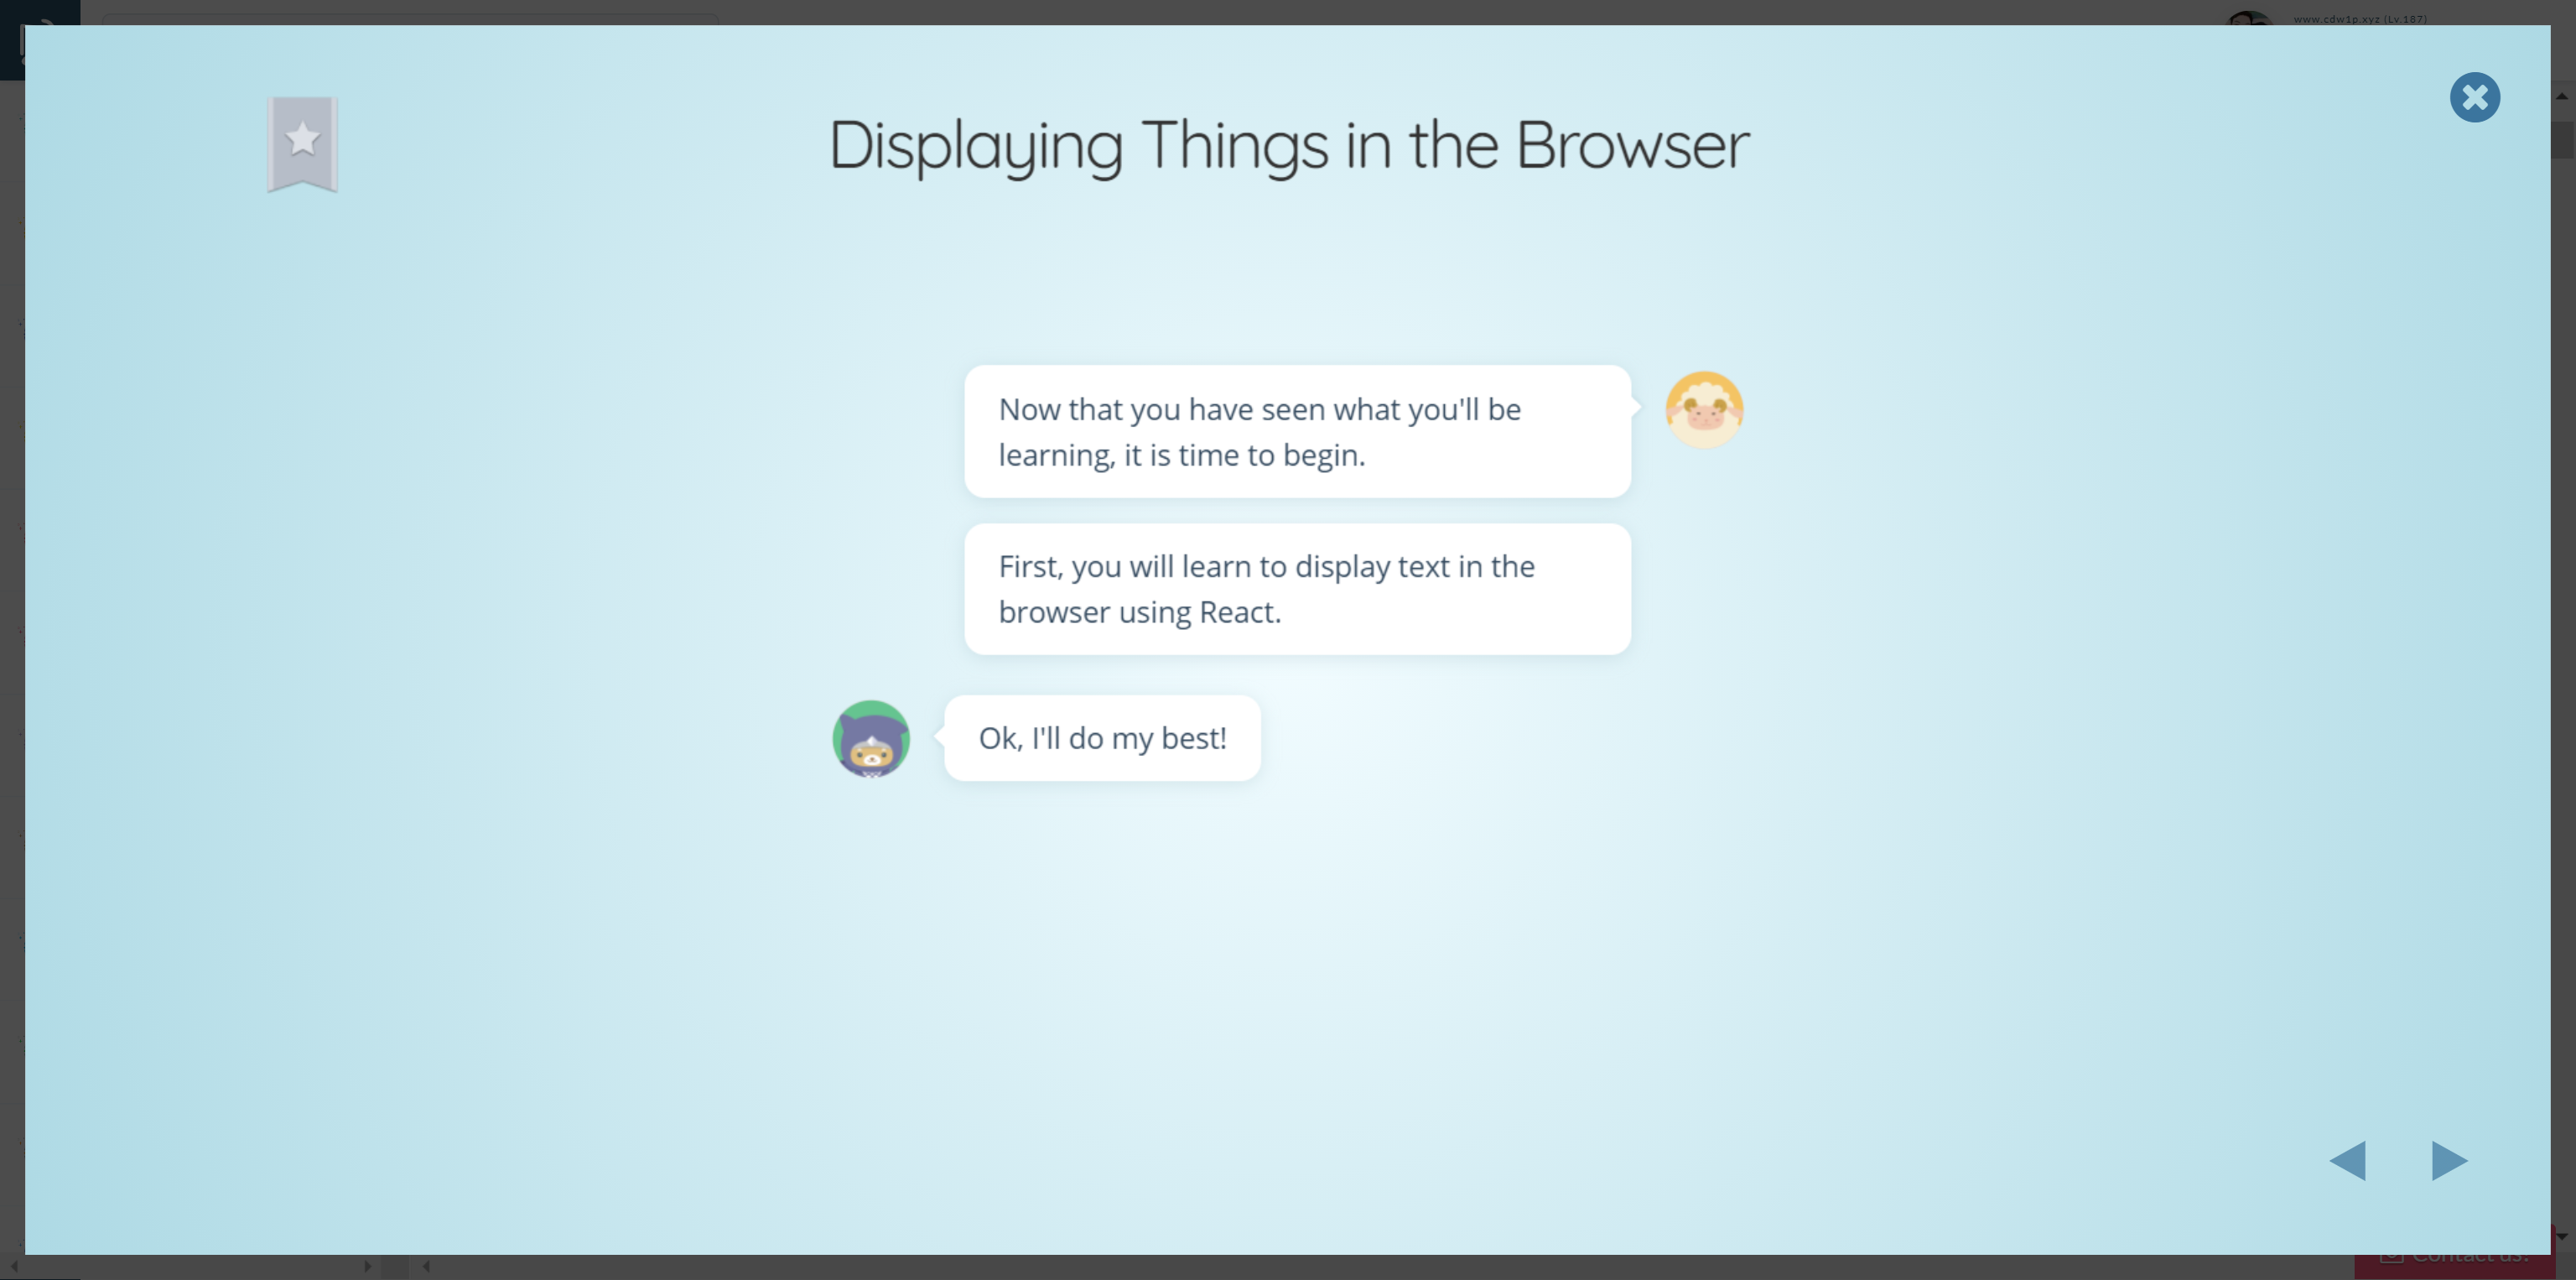 www.cdw1p.xyz (Lv.187)
Displaying Things in the Browser
Now that you have seen what you'll be
learning, it is time to begin.
First, you will learn to display text in the
browser using React.
Ok, I'll do my best!
Contact us!